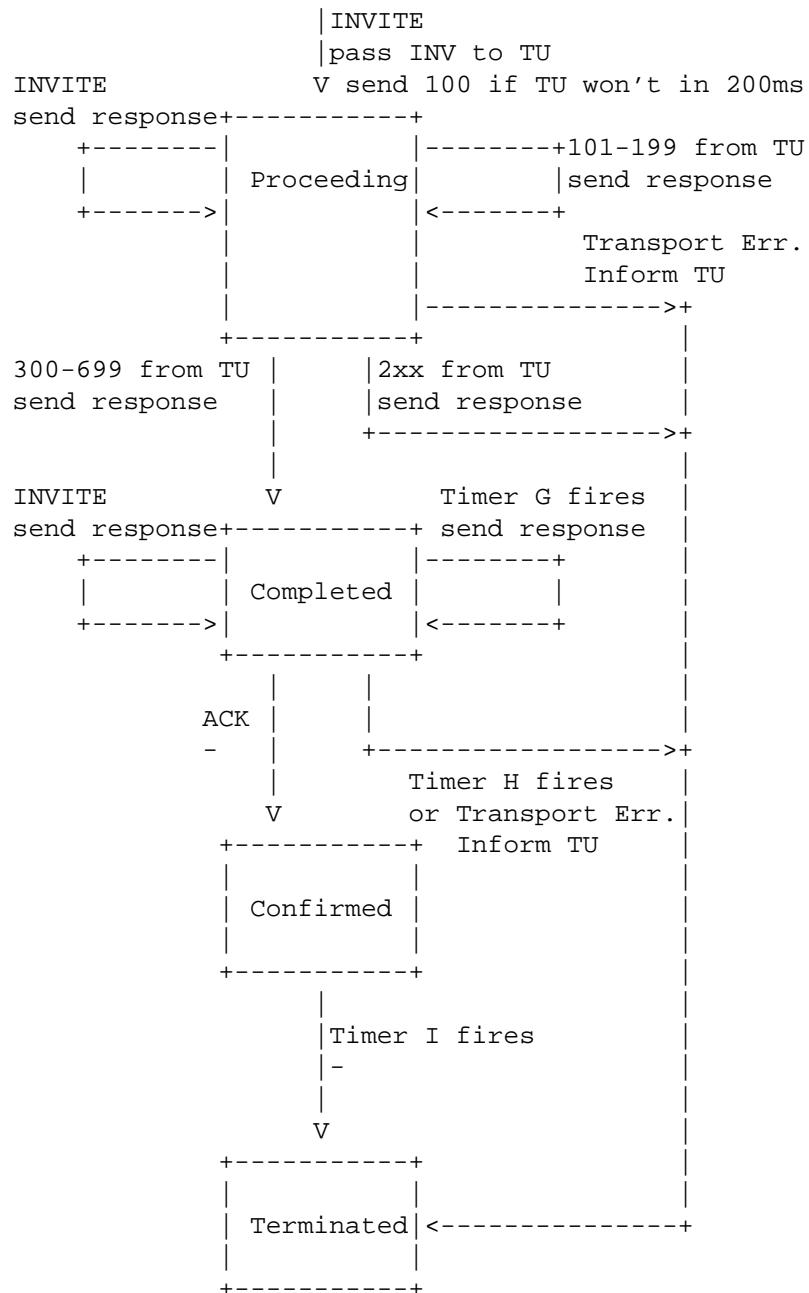 INVITE
pass INV to TU
INVITE V send 100 if TU won't in 200ms
send response
101-199 from TU
Proceeding send response
Transport Err.
Inform TU
300-699 from TU 2xx from TU
send response send response
INVITE V Timer G fires
send response send response
Completed
ACK
-
Timer H fires
V or Transport Err.
Inform TU
Confirmed
Timer I fires
-
V
Terminated